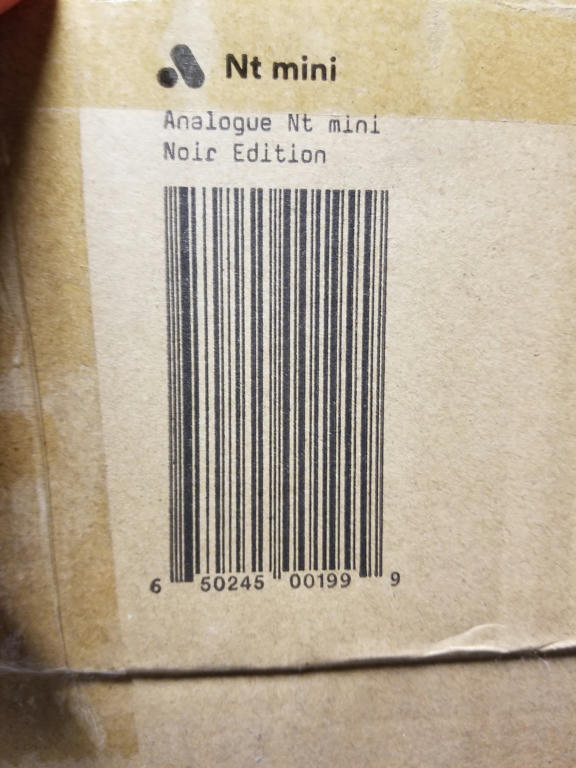 Nt mini
Analogue Nt mini
Noir Edition
6 50245 00199 9